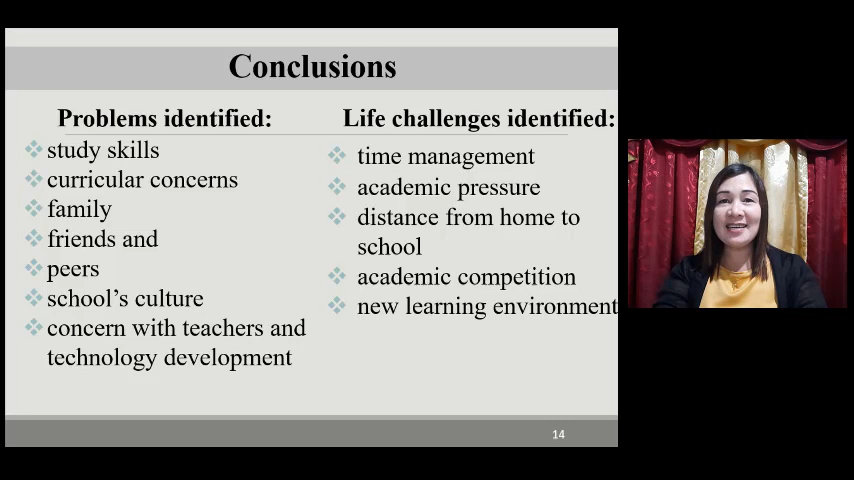 Conclusions
Problems identified:
study skills
curricular concerns
family
friends and
peers
school's culture
concern with teachers and
technology development
Life challenges identified:
time management
academic pressure
distance from home to
school
academic competition
new learning environment
14